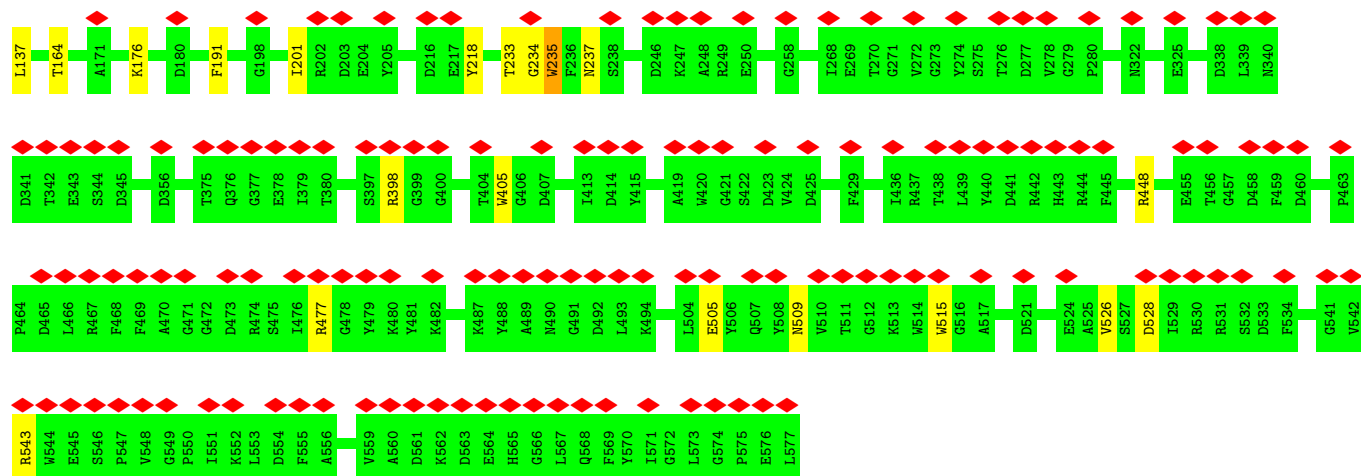 L137 T164 A171 K176 D180 F191 G198 I201 R202 D203 E204 Y205 D216 E217 Y218 T233 G234 W235 F236 N237 S238 D246 K247 A248 R249 E250 G258 I268 E269 T270 G271 V272 G273 Y274 S275 T276 D277 V278 G279 P280 N322 E325 D338 L339 N340
D341 T342 E343 S344 D345 D356 T375 Q376 G377 E378 I379 T380 S397 R398 G399 G400 T404 W405 G406 D407 I413 D414 Y415 A419 W420 G421 S422 D423 V424 D425 F429 I436 R437 T438 L439 Y440 D441 R442 H443 R444 F445 R448 E455 T456 G457 D458 F459 D460 P463
P464 D465 L466 R467 F468 F469 A470 G471 G472 D473 R474 S475 I476 R477 G478 Y479 K480 Y481 K482 K487 Y488 A489 N490 G491 D492 L493 K494 L504 E505 Y506 Q507 Y508 N509 V510 T511 G512 K513 W514 W515 G516 A517 D521 E524 A525 V526 S527 D528 I529 R530 R531 S532 D533 F534 G541 V542
R543 W544 E545 S546 P547 V548 G549 P550 I551 K552 L553 D554 F555 A556 V559 A560 D561 K562 D563 E564 H565 G566 L567 Q568 F569 Y570 I571 G572 L573 G574 P575 E576 L577